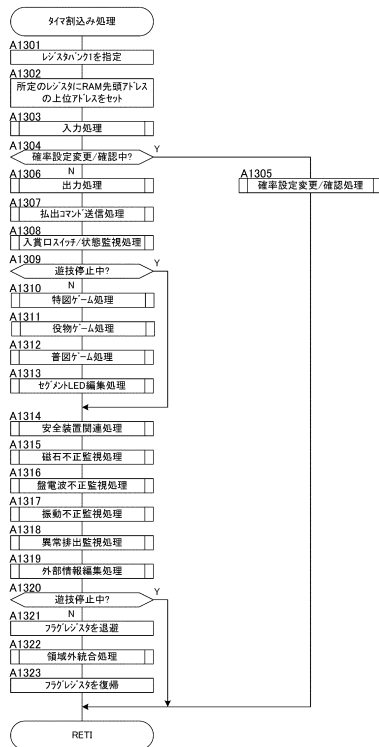 タイマ割込み処理
A1301
レジスタバンク1を指定
A1302
所定のレジスタにRAM先頭アドレス
の上位アドレスをセット
A1303
入力処理
A1304
確率設定変更/確認中?
Y
N
A1305
確率設定変更/確認処理
A1306
出力処理
A1307
払出コマンド送信処理
A1308
入賞口スイッチ/状態監視処理
A1309
遊技停止中?
Y
N
A1310
特図ゲーム処理
A1311
役物ゲーム処理
A1312
普図ゲーム処理
A1313
セグメントLED編集処理
A1314
安全装置関連処理
A1315
磁石不正監視処理
A1316
盤電波不正監視処理
A1317
振動不正監視処理
A1318
異常排出監視処理
A1319
外部情報編集処理
A1320
遊技停止中?
Y
N
A1321
フラグレジスタを退避
A1322
領域外統合処理
A1323
フラグレジスタを復帰
RETI